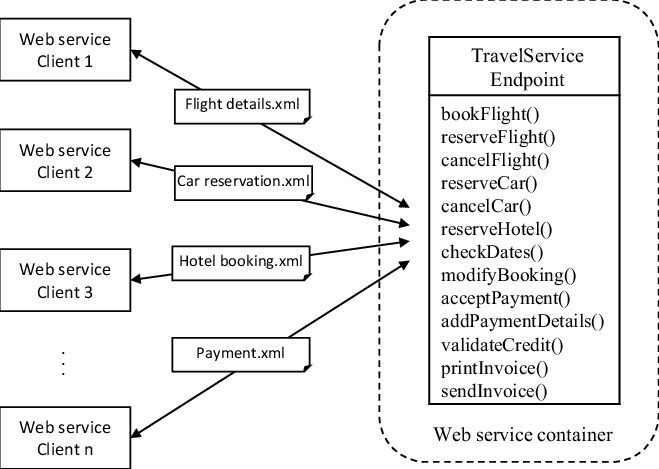 Web service
Client 1
Flight details.xml
Web service
Client 2
Car reservation.xml
Web service
Client 3
Hotel booking.xml
Payment.xml
Web service
Client n
TravelService
Endpoint
bookFlight()
reserveFlight()
cancelFlight()
reserveCar()
cancelCar()
reserveHotel()
checkDates()
modifyBooking()
acceptPayment()
addPaymentDetails()
validateCredit()
printInvoice()
sendInvoice()
Web service container